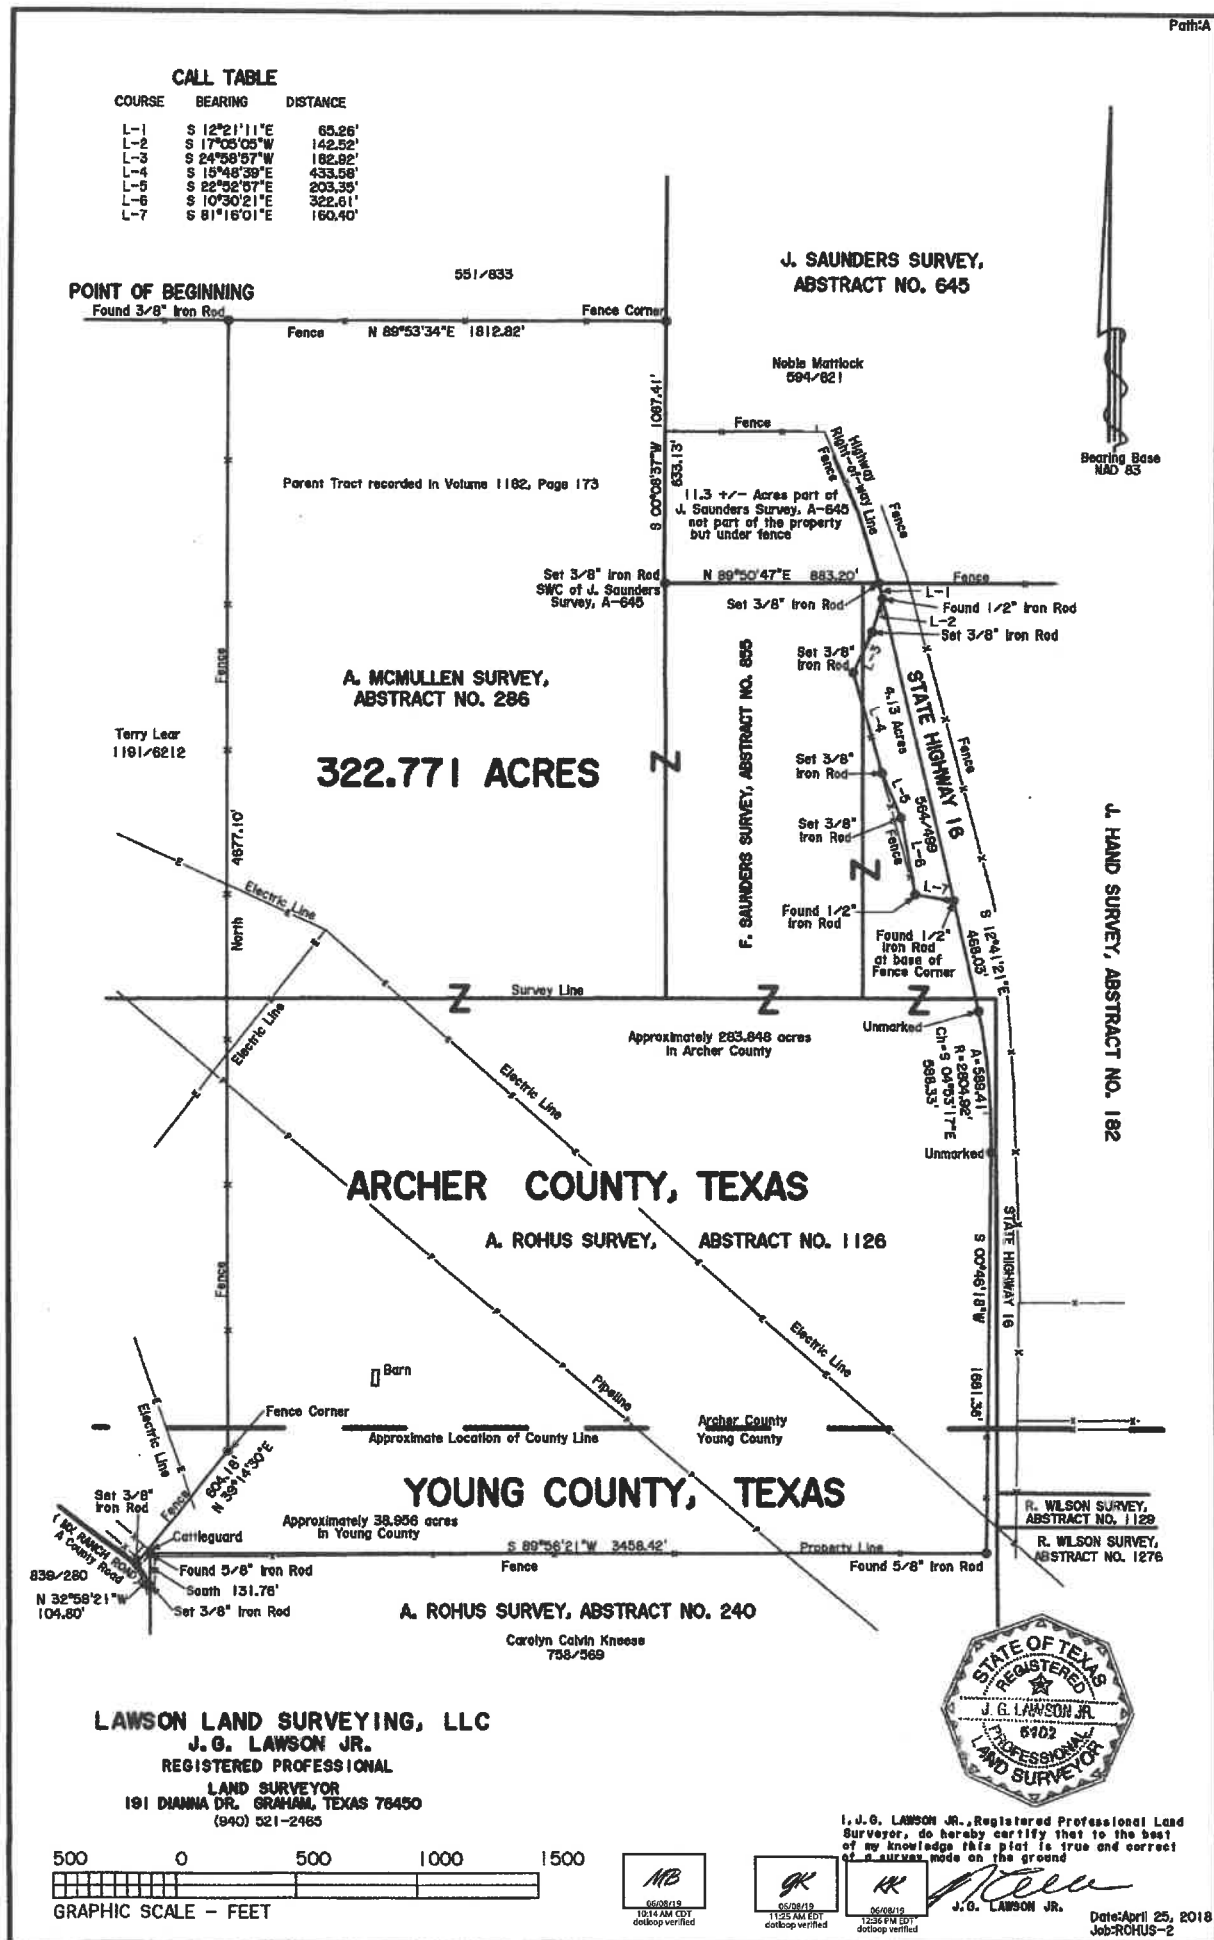 Path:A
CALL TABLE
COURSE BEARING DISTANCE
L-1 S 12°21'11"E 65.26'
L-2 S 17°05'05"W 142.52'
L-3 S 24°58'57"W 182.92'
L-4 S 15°48'39"E 433.58'
L-5 S 22°52'57"E 203.35'
L-6 S 10°30'21"E 322.61'
L-7 S 81°16'01"E 160.40'
551/833
J. SAUNDERS SURVEY,
ABSTRACT NO. 645
POINT OF BEGINNING
Found 3/8" Iron Rod
Fence Corner
Fence N 89°53'34"E 1812.82'
Noble Mattlock
594/821
Bearing Base
NAD 83
S 00°08'37"W 1087.41'
633.13'
Fence
Highway
Right-of-way Line
Fence
Fence
Parent Tract recorded in Volume 1182, Page 173
11.3 +/- Acres part of
J. Saunders Survey, A-645
not part of the property
but under fence
Set 3/8" Iron Rod
SWC of J. Saunders
Survey, A-645
N 89°50'47"E 883.20'
Fence
Set 3/8" Iron Rod
L-1
Found 1/2" Iron Rod
L-2
Set 3/8" Iron Rod
Set 3/8"
Iron Rod
L-3
Fence
A. MCMULLEN SURVEY,
ABSTRACT NO. 286
F. SAUNDERS SURVEY, ABSTRACT NO. 855
L-4
4.13 Acres
STATE HIGHWAY 16
Fence
Terry Lear
1191/6212
322.771 ACRES
Z
Set 3/8"
Iron Rod
L-5
564/489
Set 3/8"
Iron Rod
Fence
L-6
J. HAND SURVEY, ABSTRACT NO. 182
North 4677.10'
Z
L-7
Electric Line
Found 1/2"
Iron Rod
Found 1/2"
Iron Rod
at base of
Fence Corner
S 12°41'21"E
468.03'
Survey Line
Z
Z
Z
Electric Line
Unmarked
Approximately 283.848 acres
in Archer County
A=589.41'
R=2804.92'
Ch=S 04°53'17"E
588.33'
Electric Line
Unmarked
ARCHER COUNTY, TEXAS
A. ROHUS SURVEY, ABSTRACT NO. 1126
S 00°46'18"W 1681.36'
STATE HIGHWAY 16
Fence
Electric Line
Barn
Pipeline
Electric Line
Fence Corner
Archer County
Approximate Location of County Line
Young County
604.18'
N 39°14'30"E
Fence
YOUNG COUNTY, TEXAS
Set 3/8"
Iron Rod
Approximately 38.956 acres
in Young County
R. WILSON SURVEY,
ABSTRACT NO. 1129
Cattleguard
RANCH ROAD
A County Road
S 89°56'21"W 3458.42'
Property Line
R. WILSON SURVEY,
ABSTRACT NO. 1276
Found 5/8" Iron Rod
Fence
Found 5/8" Iron Rod
839/280
South 131.76'
N 32°58'21"W
104.80'
Set 3/8" Iron Rod
A. ROHUS SURVEY, ABSTRACT NO. 240
Carolyn Calvin Kneese
758/569
STATE OF TEXAS
REGISTERED
J. G. LAWSON JR.
5102
PROFESSIONAL
LAND SURVEYOR
LAWSON LAND SURVEYING, LLC
J.G. LAWSON JR.
REGISTERED PROFESSIONAL
LAND SURVEYOR
191 DIANNA DR. GRAHAM, TEXAS 76450
(940) 521-2465
I, J.G. LAWSON JR., Registered Professional Land
Surveyor, do hereby certify that to the best
of my knowledge this plat is true and correct
of a survey made on the ground
500 0 500 1000 1500
GRAPHIC SCALE - FEET
MB
06/08/19
10:14 AM CDT
dotloop verified
GK
06/08/19
11:25 AM EDT
dotloop verified
KK
06/08/19
12:36 PM EDT
dotloop verified
J.G. LAWSON JR.
Date:April 25, 2018
Job:ROHUS-2